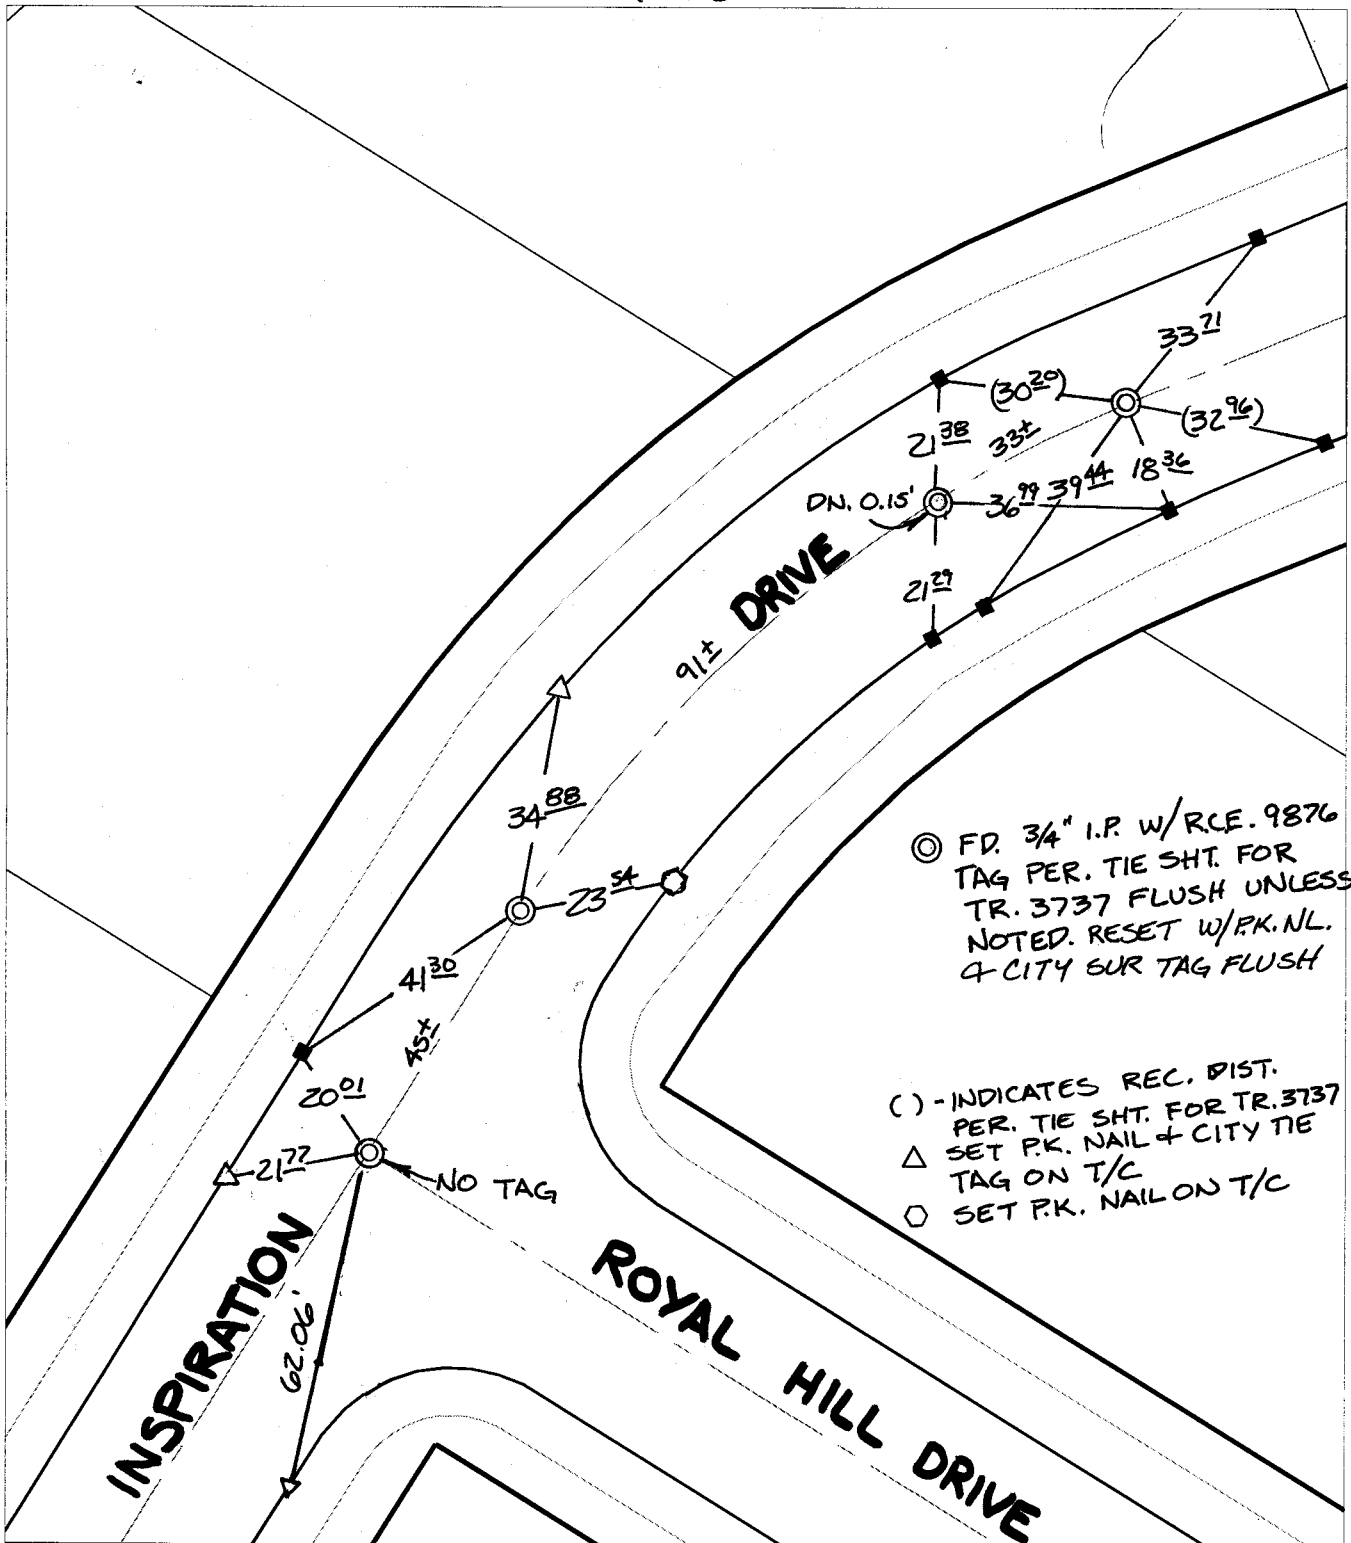 33 71
(30 20)
(32 96)
21 38
33±
39 44
18 36
DN. 0.15'
36 99
DRIVE
21 29
91±
34 88
FD. 3/4" I.P. W/R.C.E. 9876
TAG PER. TIE SHT. FOR
TR. 3737 FLUSH UNLESS
NOTED. RESET W/P.K. NL.
& CITY SUR TAG FLUSH
23 54
41 30
45±
20 01
( ) - INDICATES REC. DIST.
PER. TIE SHT. FOR TR. 3737
SET P.K. NAIL & CITY TIE
TAG ON T/C
SET P.K. NAIL ON T/C
21 77
NO TAG
INSPIRATION
62.06'
ROYAL HILL DRIVE